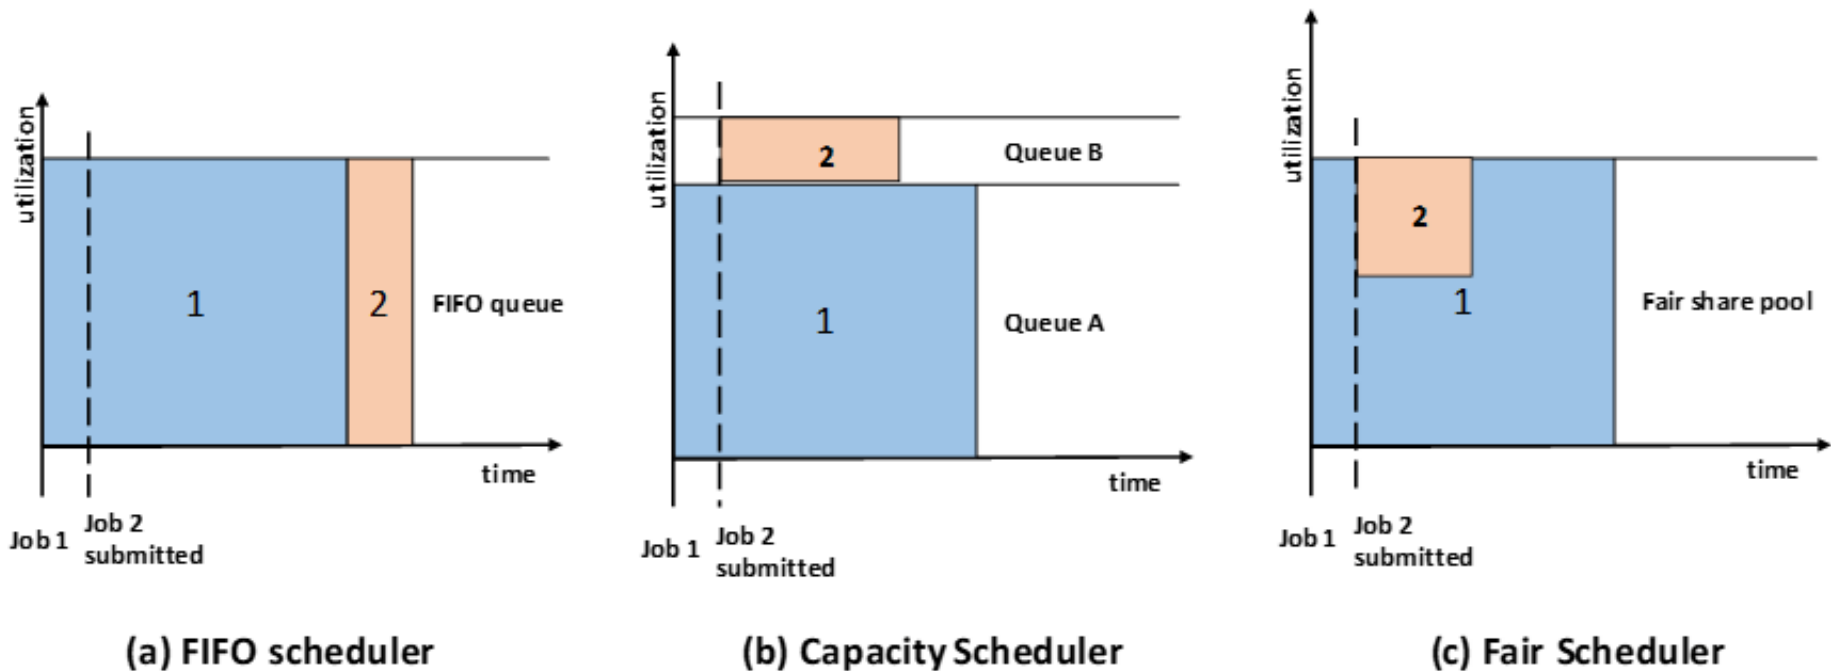 utilization
1
2
FIFO queue
time
Job 1
Job 2
submitted
(a) FIFO scheduler
utilization
2
Queue B
1
Queue A
time
Job 1
Job 2
submitted
(b) Capacity Scheduler
utilization
2
1
Fair share pool
time
Job 1
Job 2
submitted
(c) Fair Scheduler